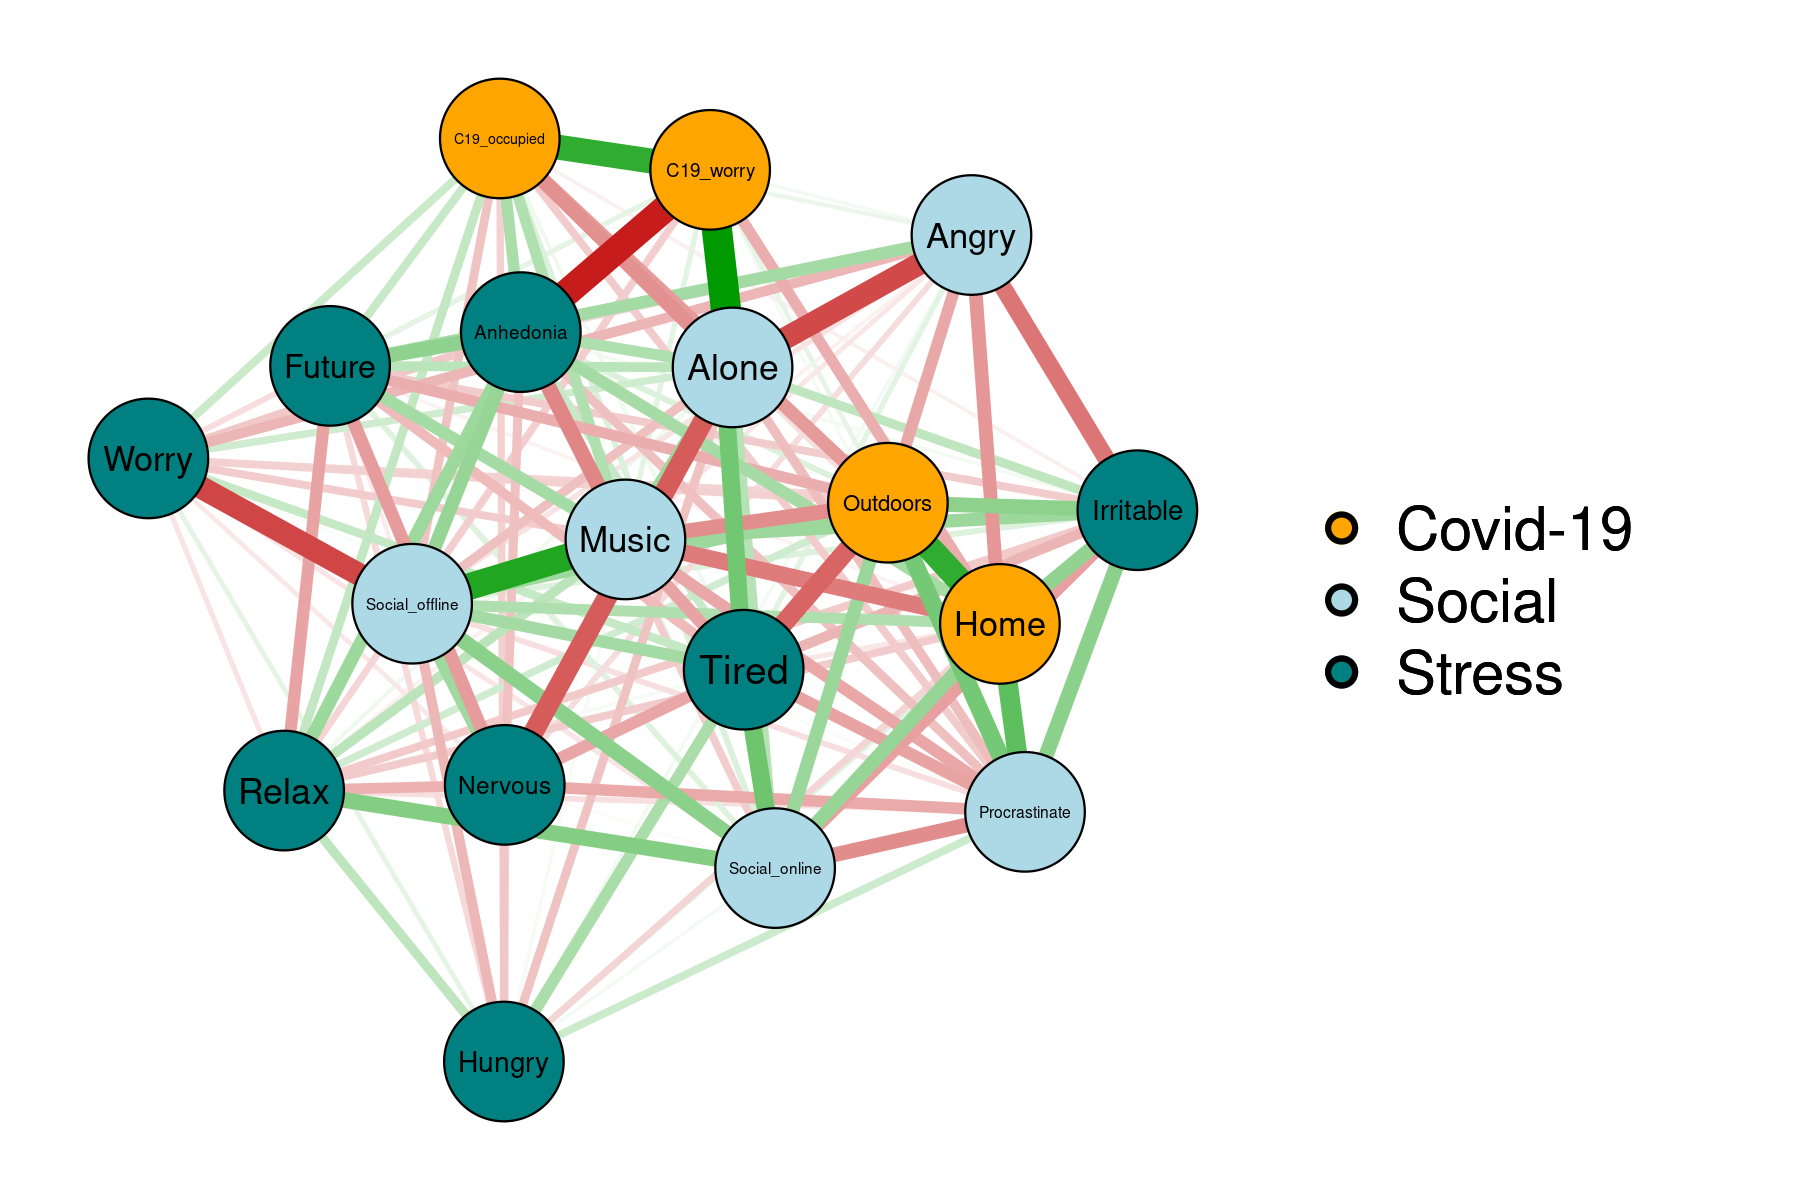 C19_occupied
C19_worry
Angry
Anhedonia
Future
Alone
Worry
Outdoors
Irritable
Music
Social_offline
Home
Tired
Relax
Nervous
Procrastinate
Social_online
Hungry
Covid-19
Social
Stress